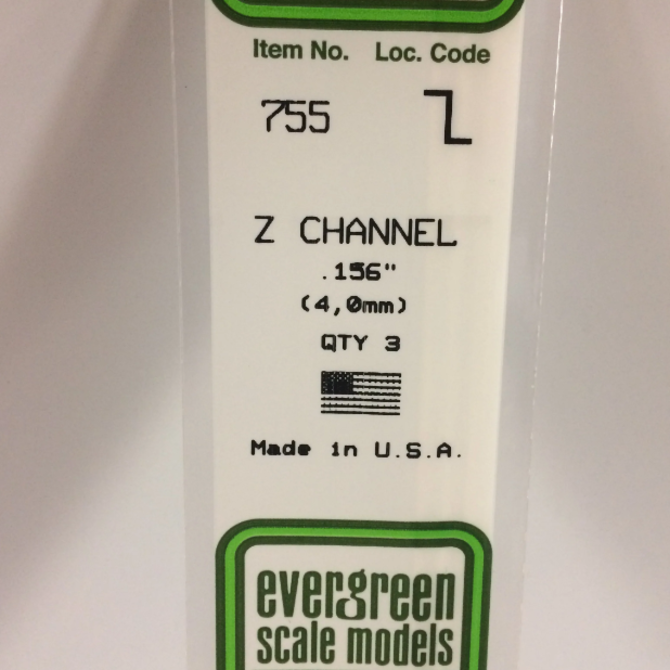 Item No. Loc. Code
755
Z CHANNEL
.156"
(4,0mm)
QTY 3
Made in U.S.A.
evergreen
scale models